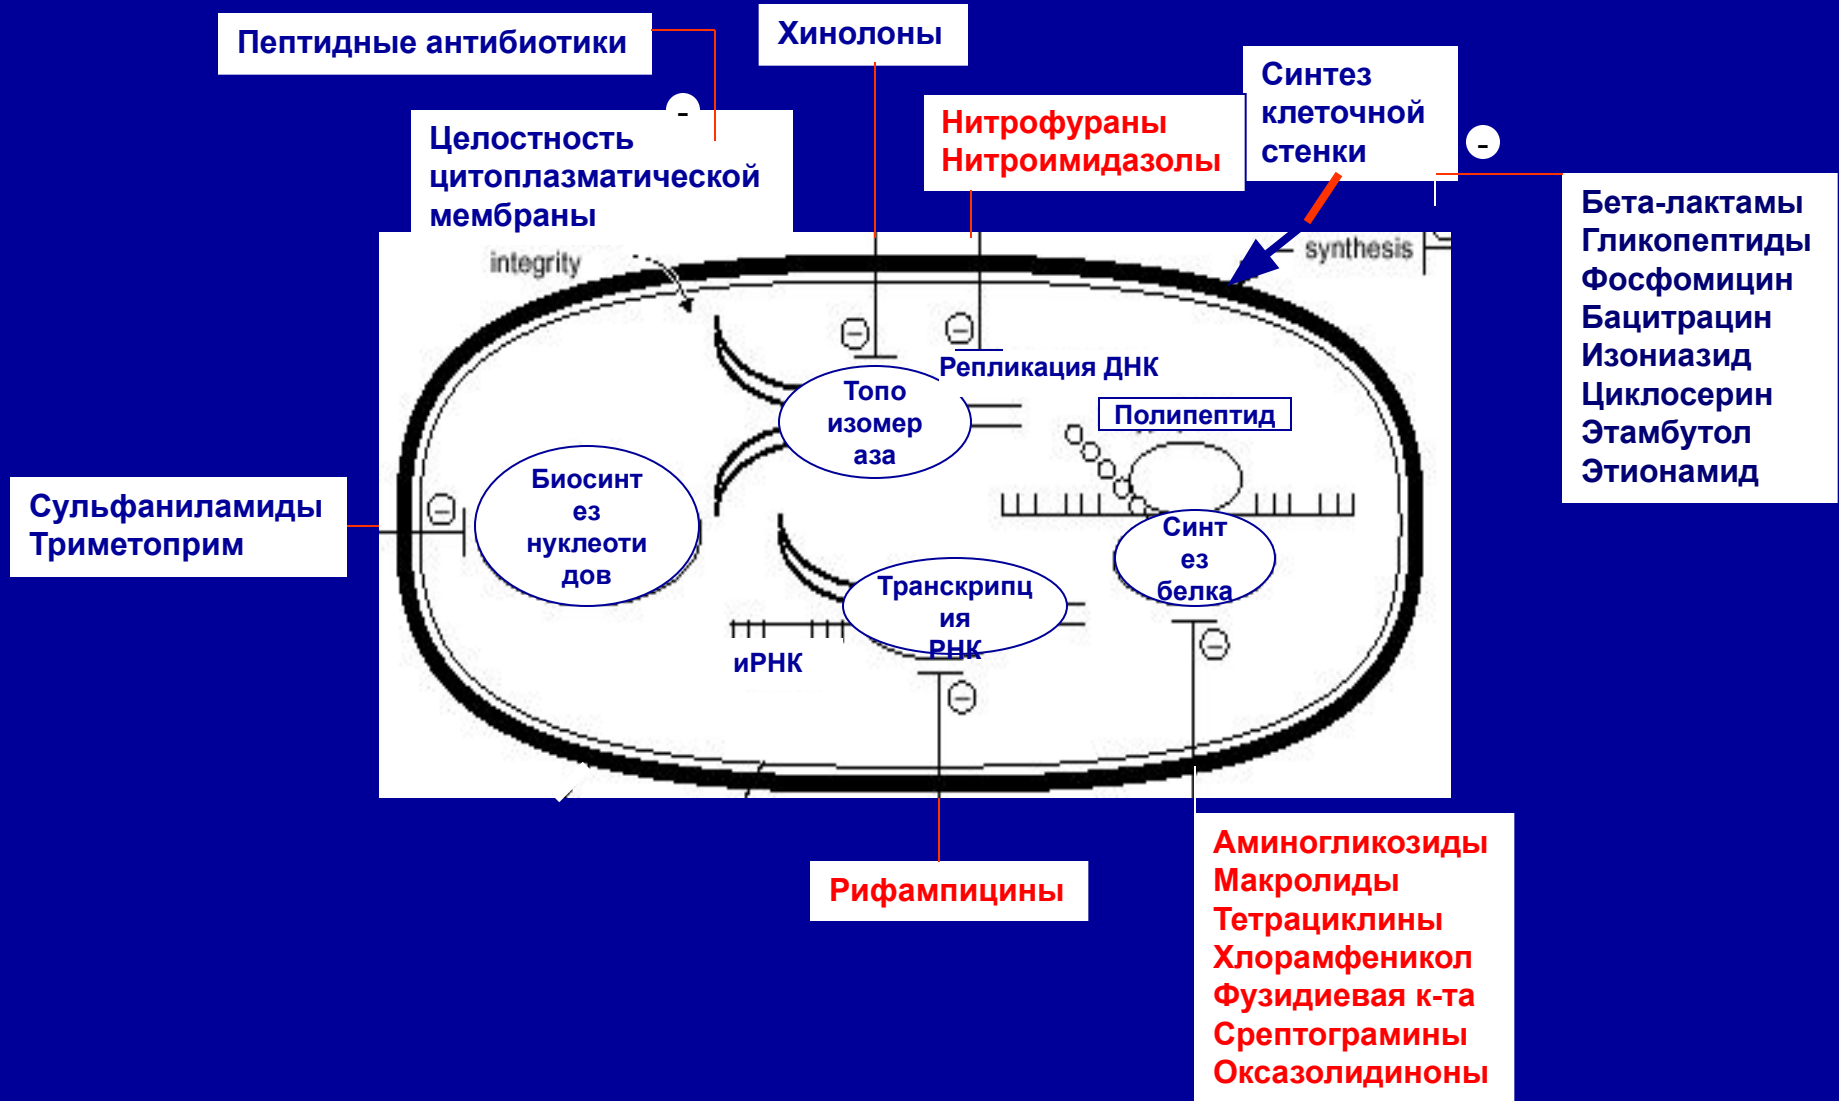 Пептидные антибиотики
Хинолоны
Целостность
цитоплазматической
мембраны
-
Нитрофураны
Нитроимидазолы
Синтез
клеточной
стенки
-
Бета-лактамы
Гликопептиды
Фосфомицин
Бацитрацин
Изониазид
Циклосерин
Этамбутол
Этионамид
integrity
synthesis
Репликация ДНК
Топо
изомер
аза
Полипептид
Биосинт
ез
нуклеоти
дов
Сульфаниламиды
Триметоприм
Синт
ез
белка
Транскрипц
ия
РНК
иРНК
Рифампицины
Аминогликозиды
Макролиды
Тетрациклины
Хлорамфеникол
Фузидиевая к-та
Срептограмины
Оксазолидиноны